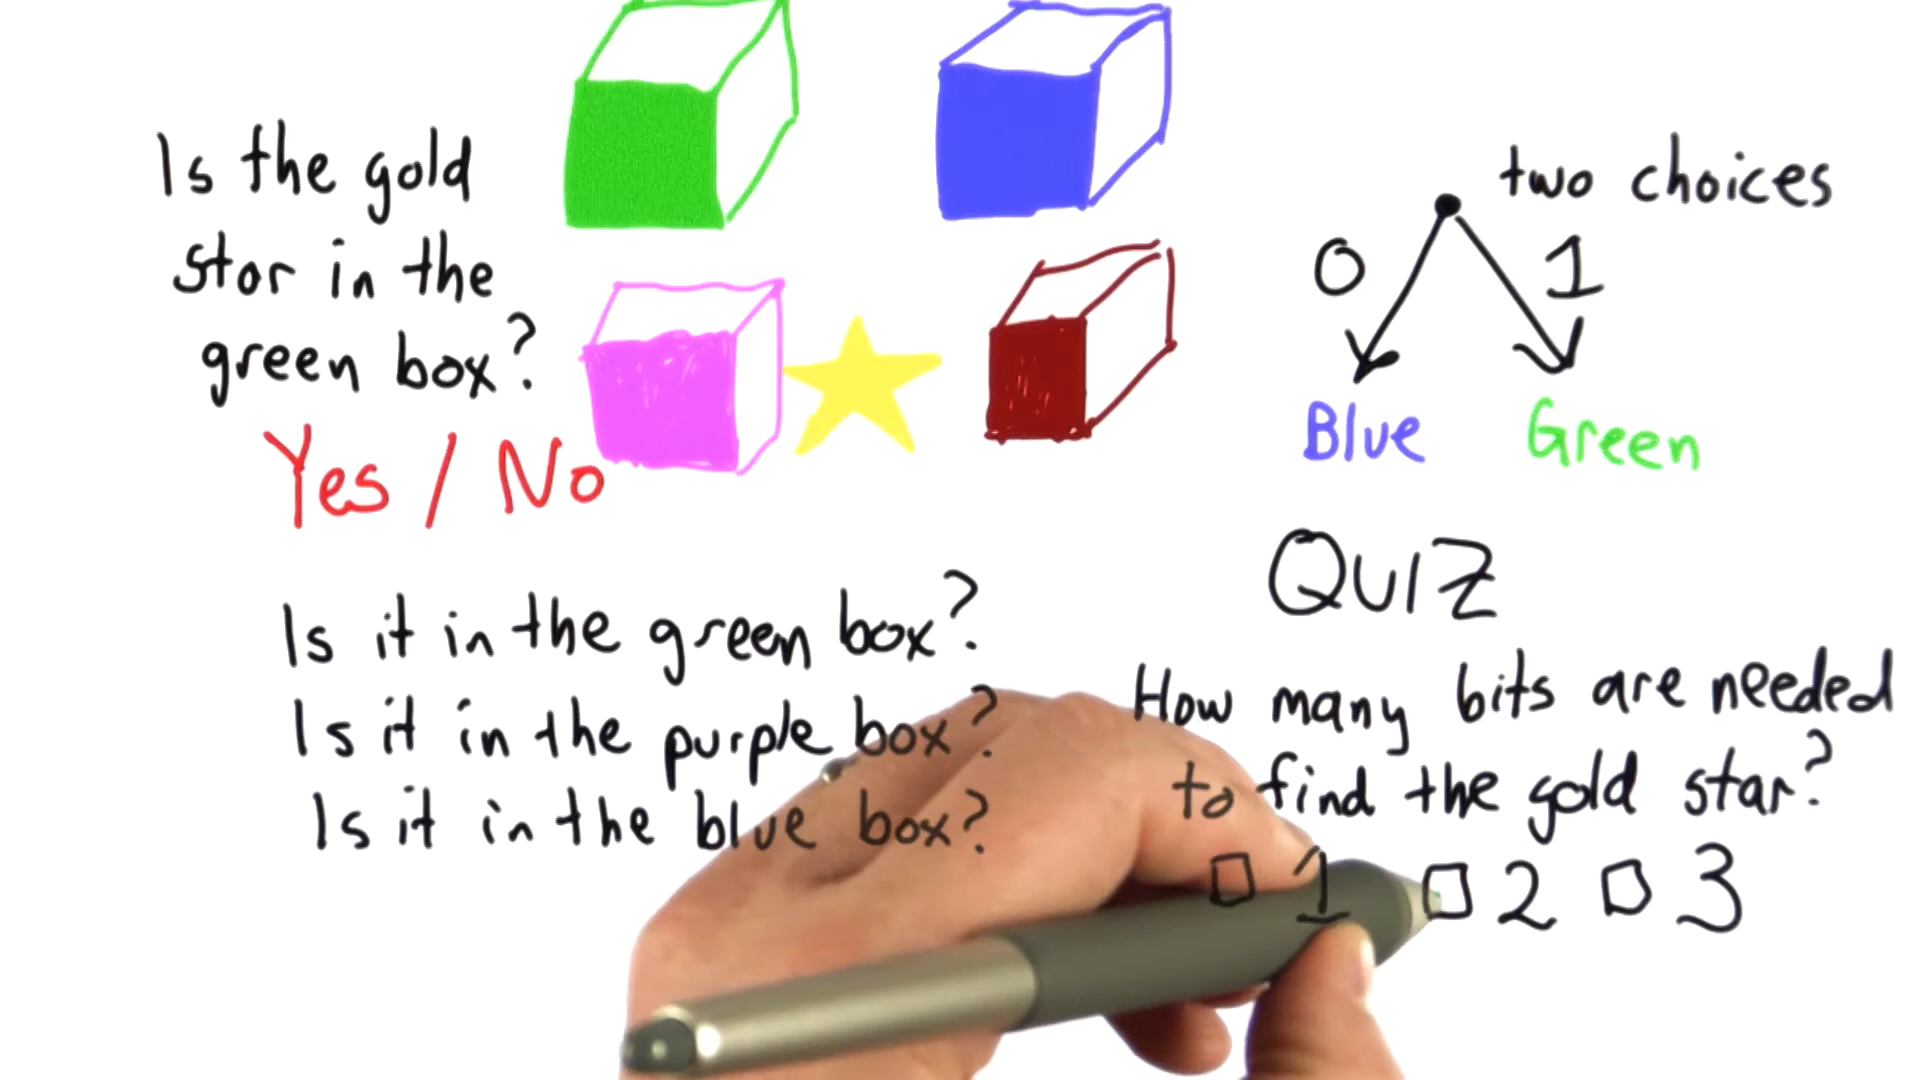 Is the gold
star in the
green box?
Yes / No
two choices
0 1
Blue Green
Is it in the green box?
Is it in the purple box?
Is it in the blue box?
QUIZ
How many bits are needed
to find the gold star?
1 2 3